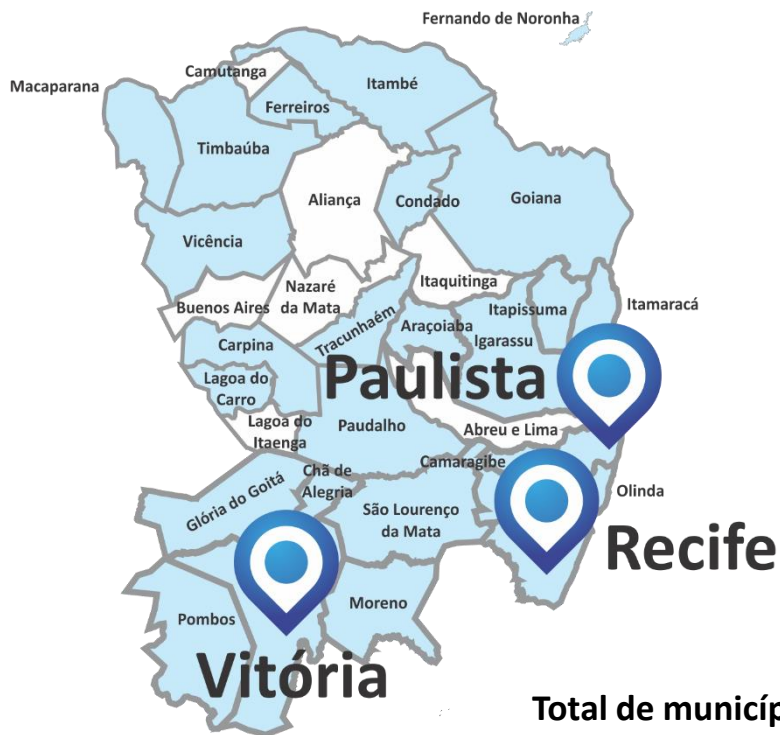 Fernando de Noronha
Camutanga
Macaparana
Itambé
Ferreiros
Timbaúba
Aliança
Condado
Goiana
Vicência
Itaquitinga
Nazaré
da Mata
Buenos Aires
Itapissuma
Itamaracá
Tracunhaém
Araçoiaba
Igarassu
Carpina
Paulista
Lagoa do
Carro
Lagoa do
Itaenga
Paudalho
Abreu e Lima
Camaragibe
Chã de
Alegria
Glória do Goitá
Olinda
São Lourenço
da Mata
Recife
Moreno
Pombos
Vitória
Total de municíp